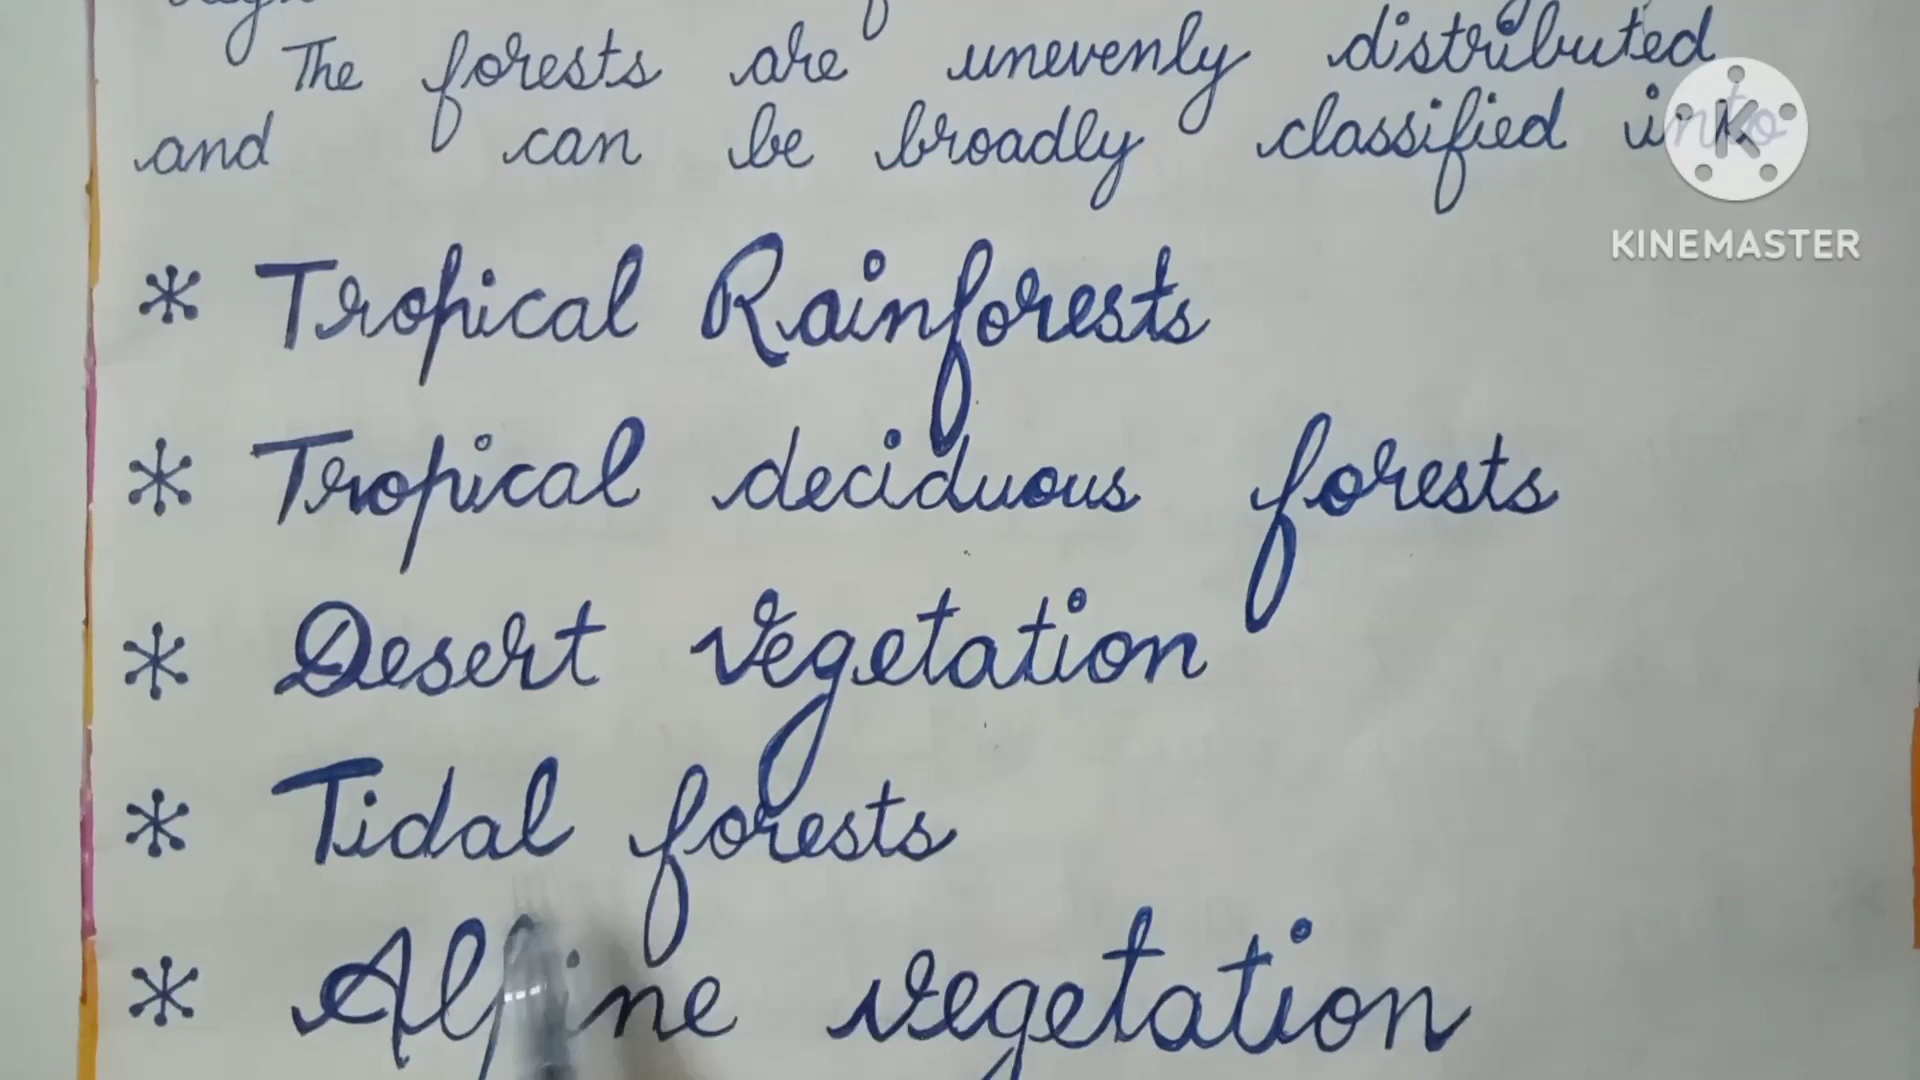 The forests are unevenly distributed
and can be broadly classified into
K
KINEMASTER
* Tropical Rainforests
* Tropical deciduous forests
* Desert Vegetation
* Tidal forests
* Alpine vegetation